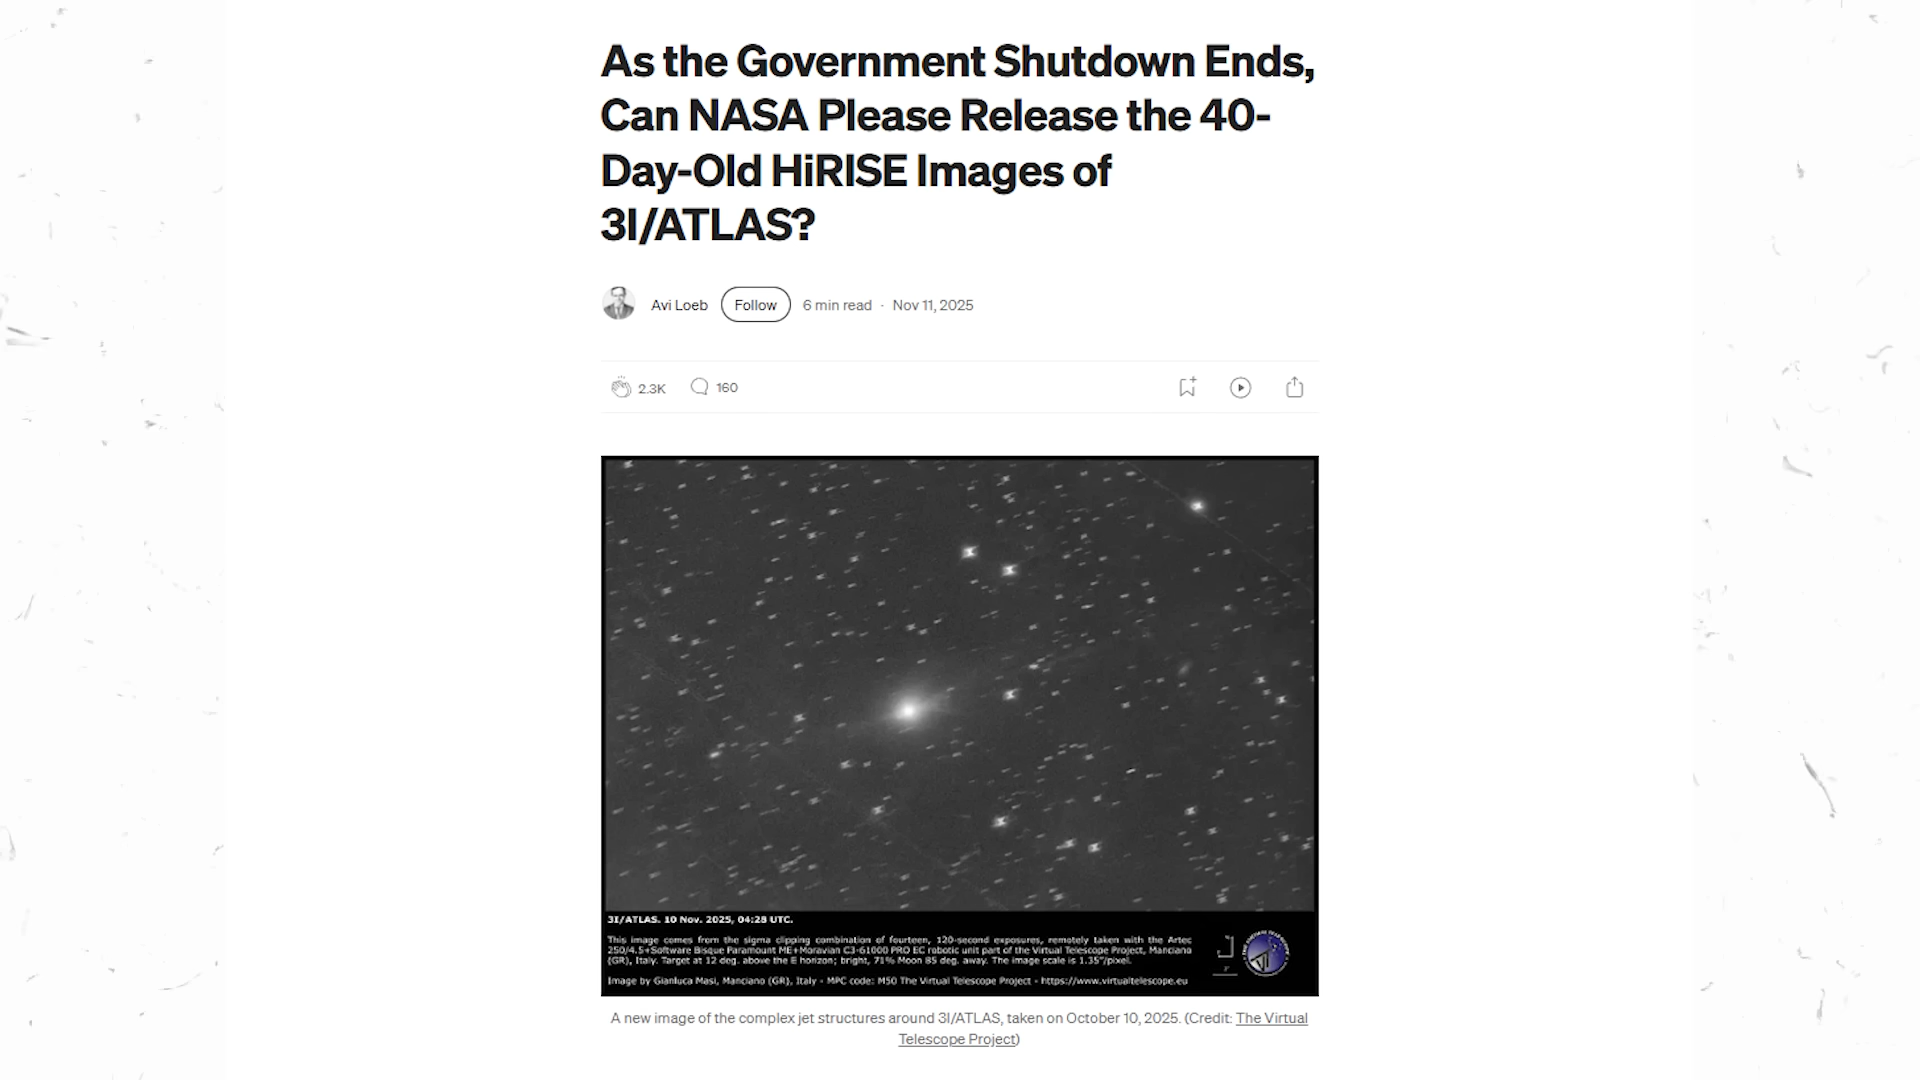 As the Government Shutdown Ends,
Can NASA Please Release the 40-
Day-Old HiRISE Images of
3I/ATLAS?
Avi Loeb Follow 6 min read · Nov 11, 2025
2.3K 160
3I/ATLAS. 10 Nov. 2025, 04:28 UTC.
This image comes from the sigma clipping combination of fourteen, 120-second exposures, remotely taken with the Artec
250/4.5+Software Bisque Paramount ME+Moravian C3-61000 PRO EC robotic unit part of the Virtual Telescope Project, Manciano
(GR), Italy. Target at 12 deg. above the E horizon; bright, 71% Moon 85 deg. away. The image scale is 1.35"/pixel.
Image by Gianluca Masi, Manciano (GR), Italy - MPC code: M50 The Virtual Telescope Project - https://www.virtualtelescope.eu
A new image of the complex jet structures around 3I/ATLAS, taken on October 10, 2025. (Credit: The Virtual
Telescope Project)